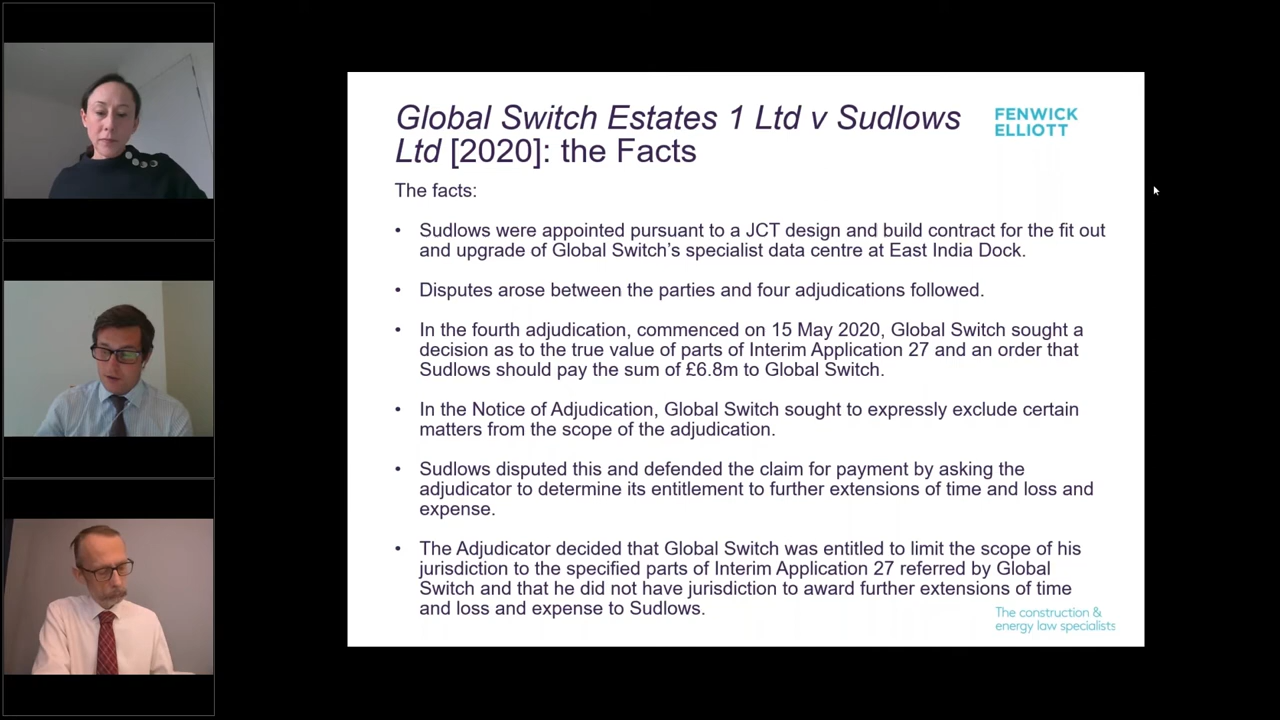 Global Switch Estates 1 Ltd v Sudlows
Ltd [2020]: the Facts
FENWICK
ELLIOTT
The facts:
• Sudlows were appointed pursuant to a JCT design and build contract for the fit out
and upgrade of Global Switch's specialist data centre at East India Dock.
• Disputes arose between the parties and four adjudications followed.
• In the fourth adjudication, commenced on 15 May 2020, Global Switch sought a
decision as to the true value of parts of Interim Application 27 and an order that
Sudlows should pay the sum of £6.8m to Global Switch.
• In the Notice of Adjudication, Global Switch sought to expressly exclude certain
matters from the scope of the adjudication.
• Sudlows disputed this and defended the claim for payment by asking the
adjudicator to determine its entitlement to further extensions of time and loss and
expense.
• The Adjudicator decided that Global Switch was entitled to limit the scope of his
jurisdiction to the specified parts of Interim Application 27 referred by Global
Switch and that he did not have jurisdiction to award further extensions of time
and loss and expense to Sudlows.
The construction &
energy law specialists